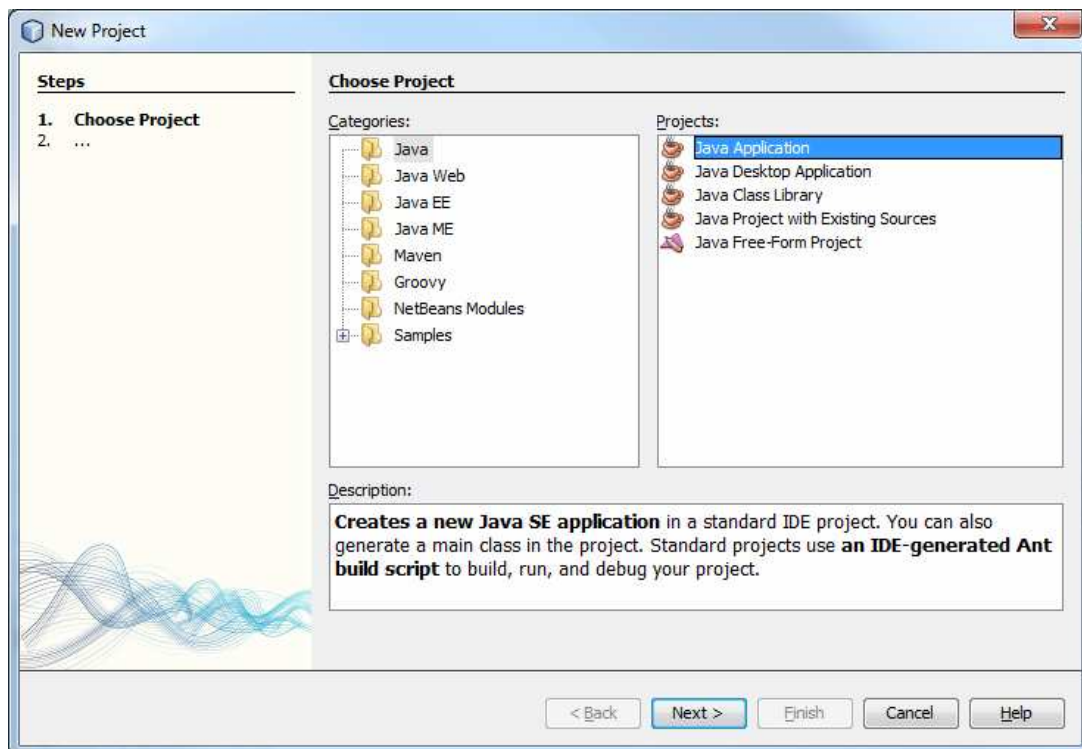 New Project
Steps
1. Choose Project
2. ...
Choose Project
Categories:
Java
Java Web
Java EE
Java ME
Maven
Groovy
NetBeans Modules
Samples
Projects:
Java Application
Java Desktop Application
Java Class Library
Java Project with Existing Sources
Java Free-Form Project
Description:
Creates a new Java SE application in a standard IDE project. You can also
generate a main class in the project. Standard projects use an IDE-generated Ant
build script to build, run, and debug your project.
< Back
Next >
Finish
Cancel
Help